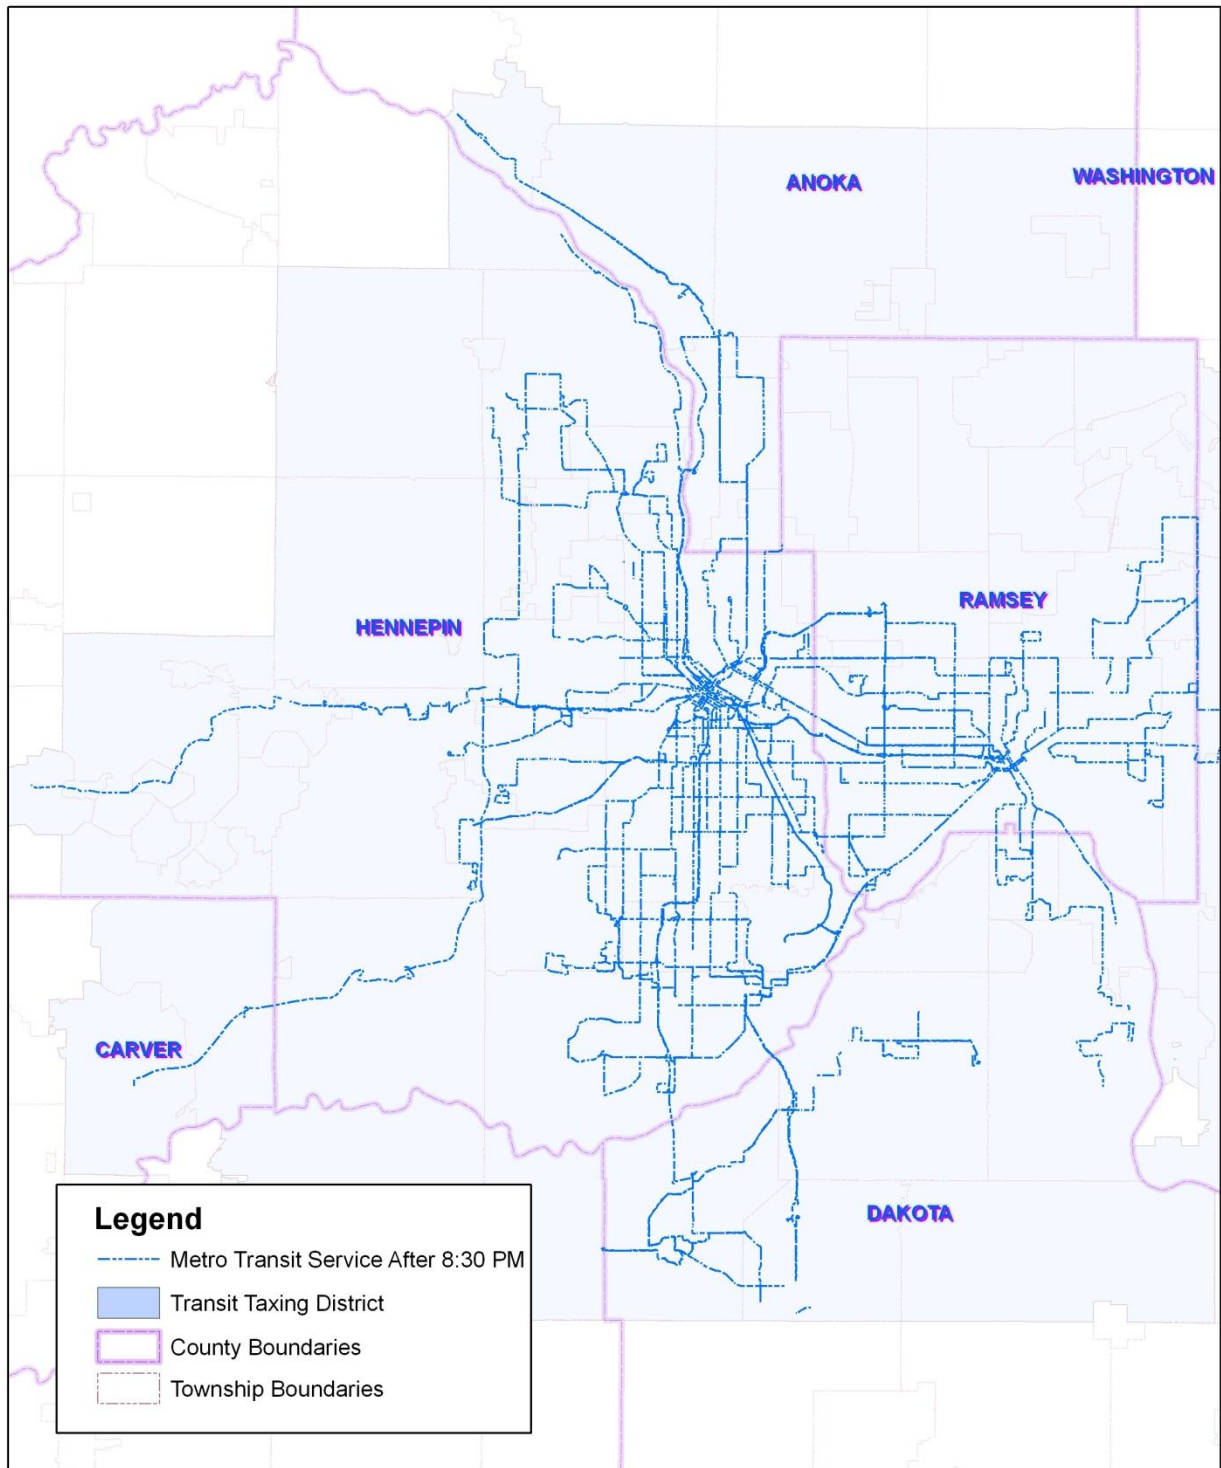 ANOKA
WASHINGTON
RAMSEY
HENNEPIN
CARVER
DAKOTA
Legend
Metro Transit Service After 8:30 PM
Transit Taxing District
County Boundaries
Township Boundaries